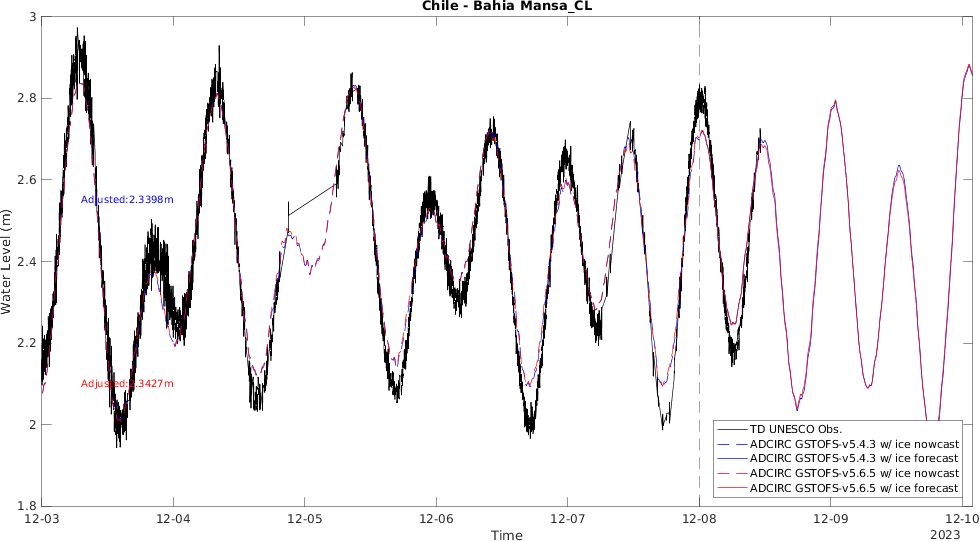 Chile - Bahia Mansa_CL
3
2.8
2.6
2.4
2.2
2
1.8
Water Level (m)
Adjusted:2.3398m
Adjusted:2.3427m
TD UNESCO Obs.
ADCIRC GSTOFS-v5.4.3 w/ ice nowcast
ADCIRC GSTOFS-v5.4.3 w/ ice forecast
ADCIRC GSTOFS-v5.6.5 w/ ice nowcast
ADCIRC GSTOFS-v5.6.5 w/ ice forecast
12-03 12-04 12-05 12-06 12-07 12-08 12-09 12-10
Time
2023